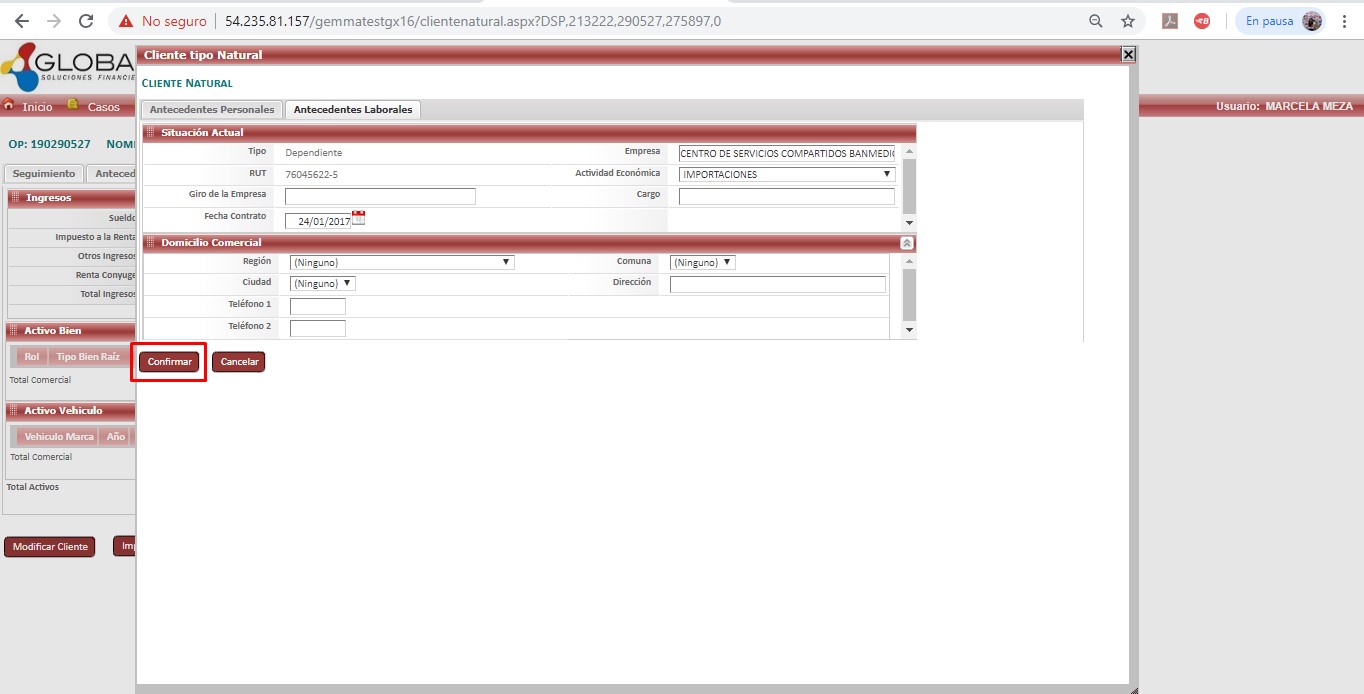 No seguro
54.235.81.157/gemmatestgx16/clientenatural.aspx?DSP,213222,290527,275897,0
En pausa
GLOBA
SOLUCIONES FINANCIE
Inicio Casos
Usuario: MARCELA MEZA
OP: 190290527 NOM
Seguimiento Anteced
Ingresos
Sueldo
Impuesto a la Renta
Otros Ingresos
Renta Conyuge
Total Ingresos
Activo Bien
Rol Tipo Bien Raíz
Total Comercial
Activo Vehiculo
Vehiculo Marca Año
Total Comercial
Total Activos
Modificar Cliente Imp
Cliente tipo Natural
CLIENTE NATURAL
Antecedentes Personales Antecedentes Laborales
Situación Actual
Tipo Dependiente Empresa CENTRO DE SERVICIOS COMPARTIDOS BANMEDIC
RUT 76045622-5 Actividad Económica IMPORTACIONES
Giro de la Empresa Cargo
Fecha Contrato 24/01/2017
Domicilio Comercial
Región (Ninguno) Comuna (Ninguno)
Ciudad (Ninguno) Dirección
Teléfono 1
Teléfono 2
Confirmar Cancelar